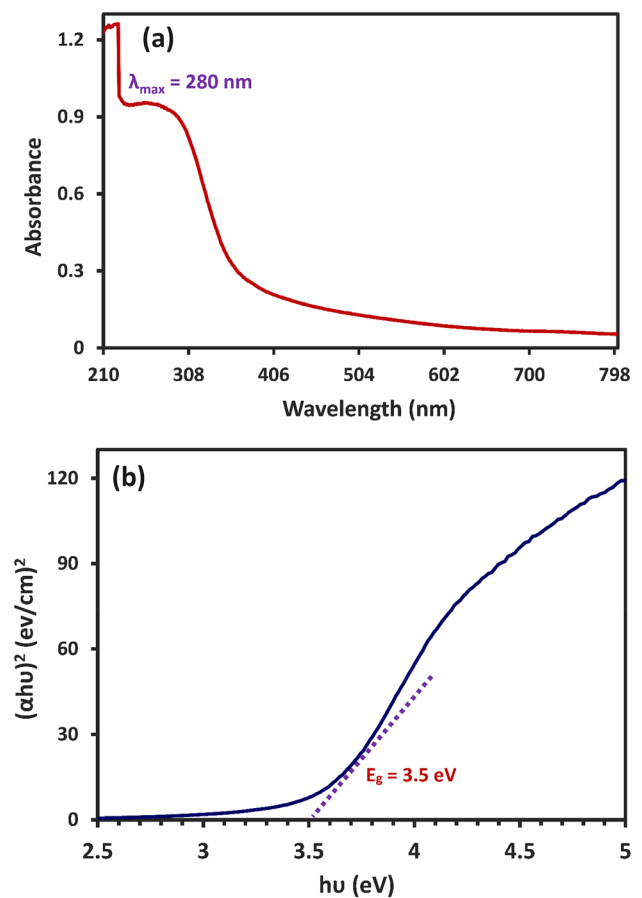 (a)
λmax = 280 nm
1.2
0.9
0.6
0.3
0
Absorbance
210 308 406 504 602 700 798
Wavelength (nm)
(b)
120
90
60
30
0
(αhυ)² (ev/cm)²
Eg = 3.5 eV
2.5 3 3.5 4 4.5 5
hυ (eV)